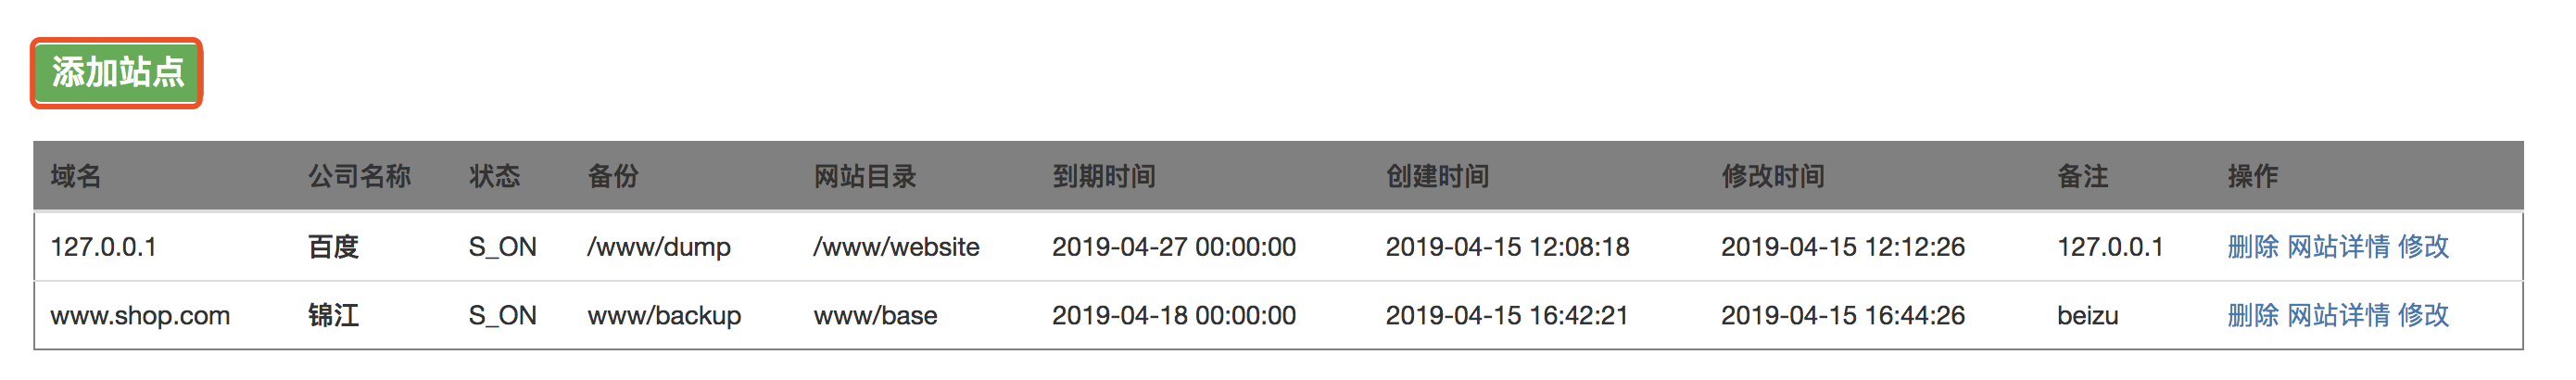 添加站点
域名 公司名称 状态 备份 网站目录 到期时间 创建时间 修改时间 备注 操作
127.0.0.1 百度 S_ON /www/dump /www/website 2019-04-27 00:00:00 2019-04-15 12:08:18 2019-04-15 12:12:26 127.0.0.1 删除 网站详情 修改
www.shop.com 锦江 S_ON www/backup www/base 2019-04-18 00:00:00 2019-04-15 16:42:21 2019-04-15 16:44:26 beizu 删除 网站详情 修改